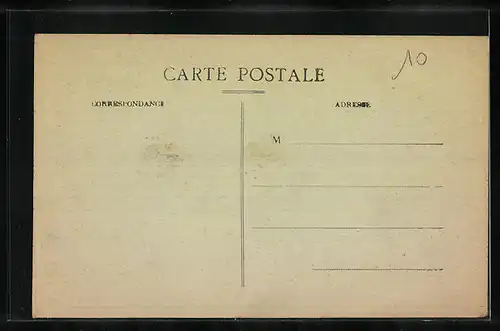 10
CARTE POSTALE
CORRESPONDANCE
ADRESSE
M